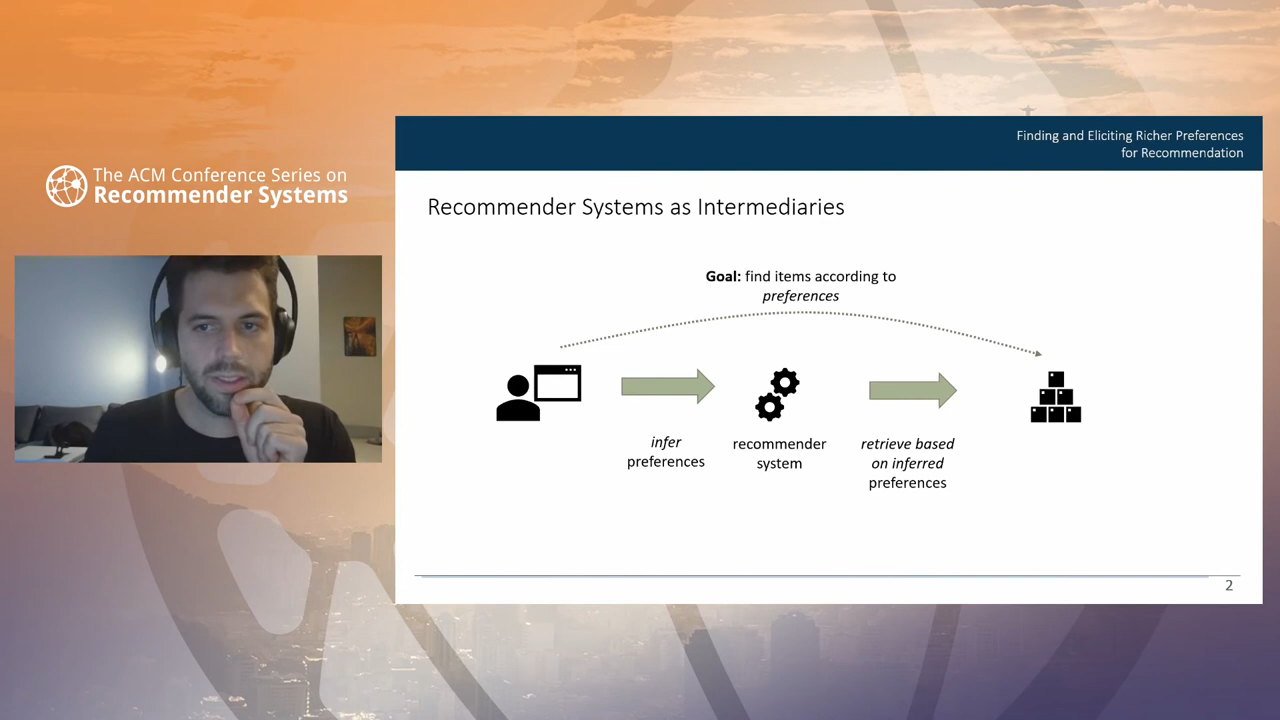 The ACM Conference Series on
Recommender Systems
Finding and Eliciting Richer Preferences
for Recommendation
Recommender Systems as Intermediaries
Goal: find items according to
preferences
infer
preferences
recommender
system
retrieve based
on inferred
preferences
2